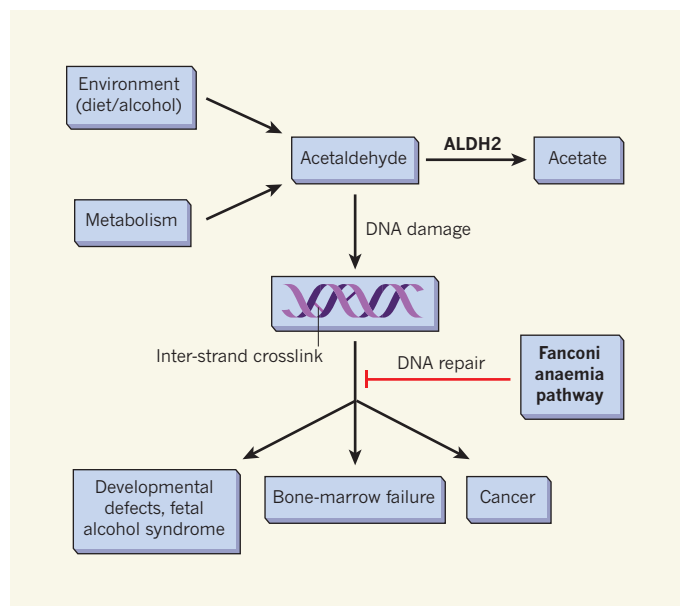 Environment
(diet/alcohol)
ALDH2
Acetaldehyde
Acetate
Metabolism
DNA damage
Inter-strand crosslink
DNA repair
Fanconi
anaemia
pathway
Developmental
defects, fetal
alcohol syndrome
Bone-marrow failure
Cancer